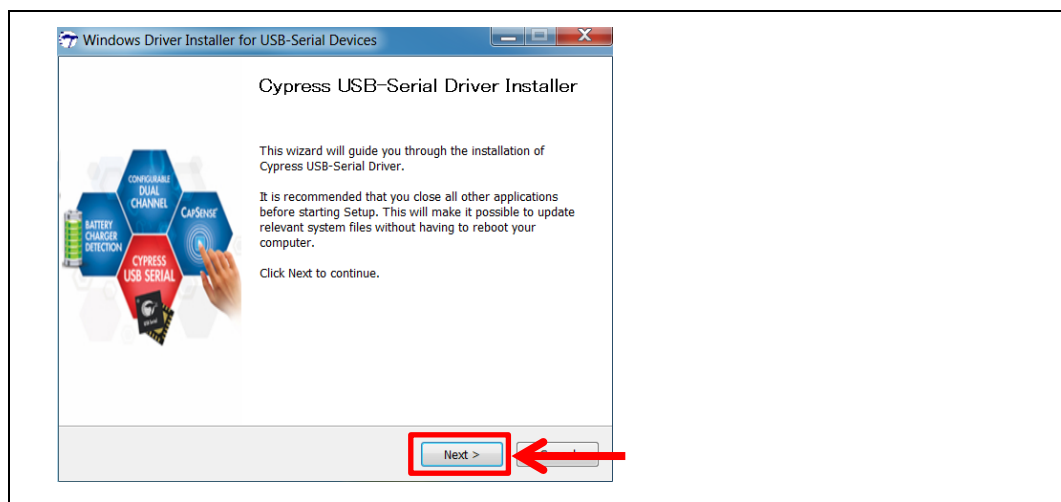 Windows Driver Installer for USB-Serial Devices
Cypress USB-Serial Driver Installer
This wizard will guide you through the installation of
Cypress USB-Serial Driver.
It is recommended that you close all other applications
before starting Setup. This will make it possible to update
relevant system files without having to reboot your
computer.
Click Next to continue.
CONFIGURABLE
DUAL
CHANNEL
CAPSENSE
BATTERY
CHARGER
DETECTION
CYPRESS
USB SERIAL
Next >